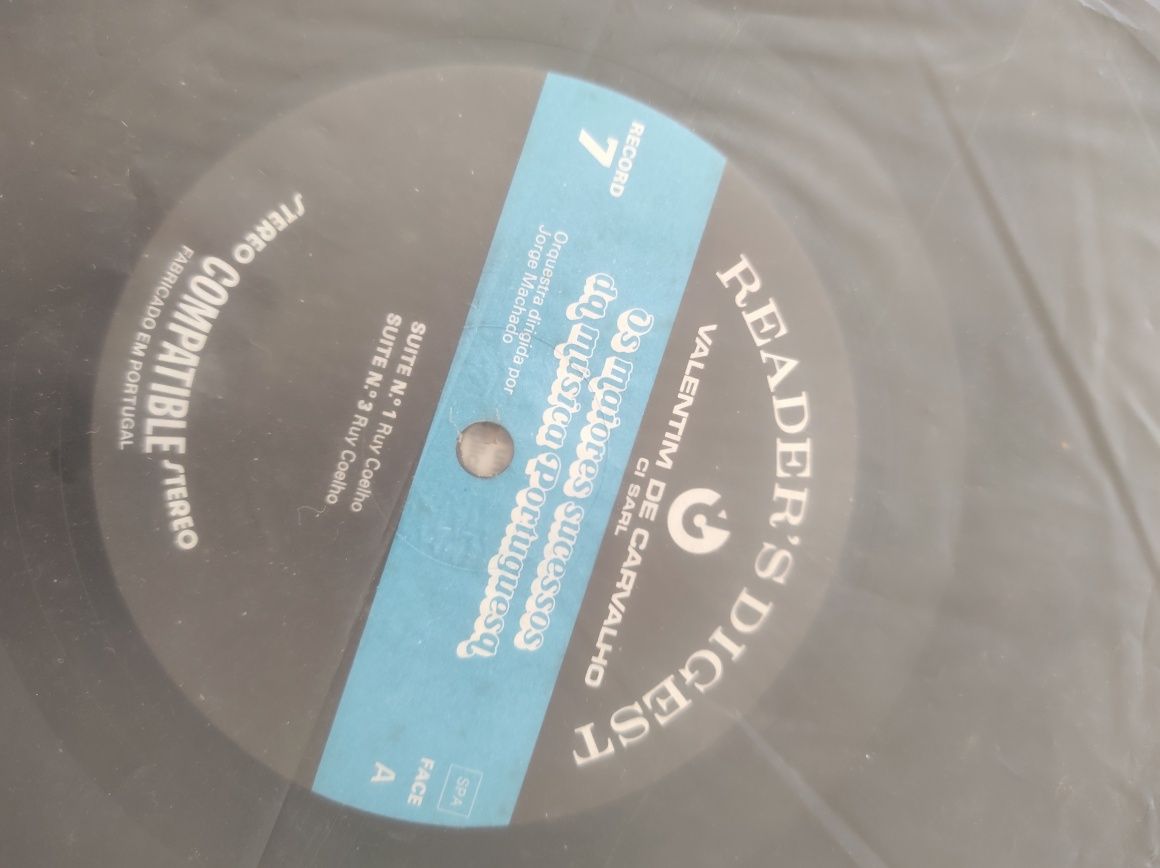 READER'S DIGEST
VALENTIM DE CARVALHO
CI SARL
RECORD
7
Os maiores sucessos
da música Portuguesa
Orquestra dirigida por
Jorge Machado
SPA
FACE
A
SUITE N.º 1 Ruy Coelho
SUITE N.º 3 Ruy Coelho
STEREO COMPATIBLE STEREO
FABRICADO EM PORTUGAL